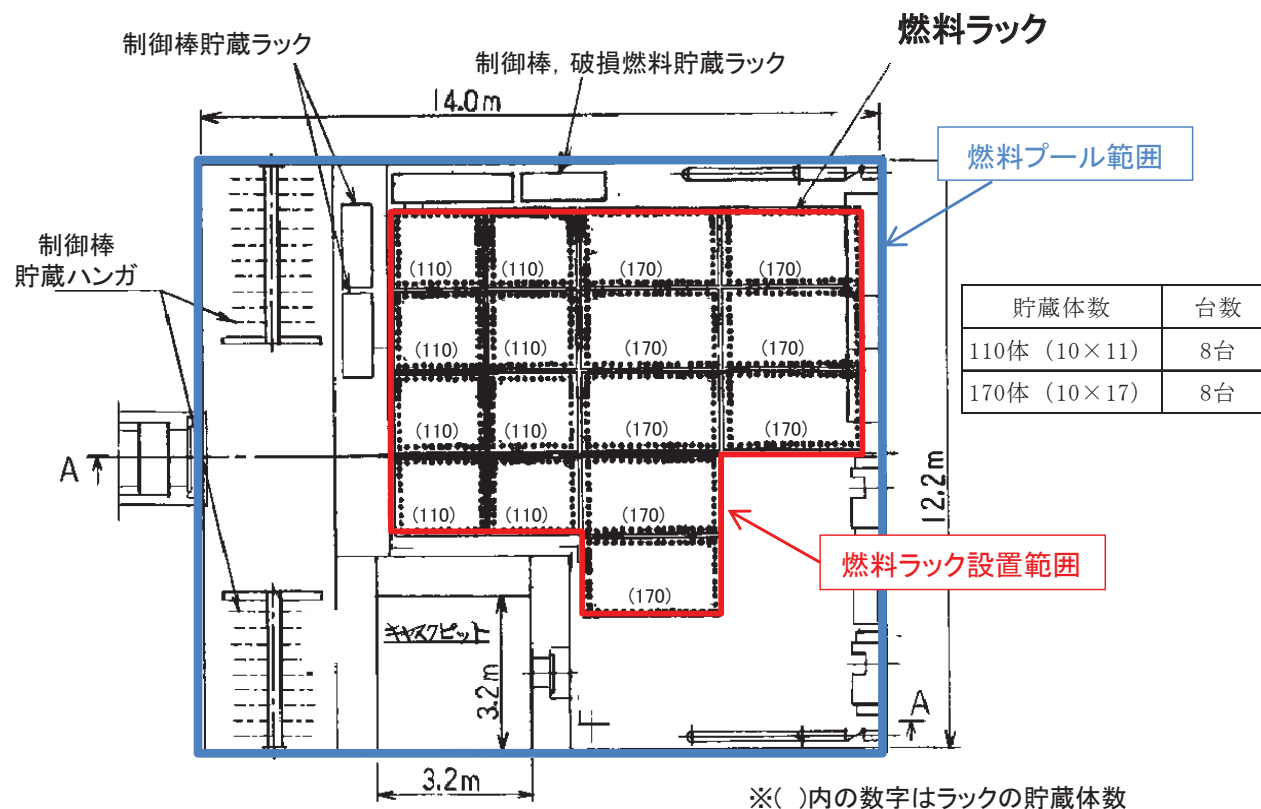 燃料ラック
制御棒貯蔵ラック
制御棒，破損燃料貯蔵ラック
14.0m
燃料プール範囲
制御棒
貯蔵ハンガ
(110) (110) (170) (170)
(110) (110) (170) (170)
(110) (110) (170) (170)
(110) (110) (170)
(170)
貯蔵体数 台数
110体（10×11） 8台
170体（10×17） 8台
A
12.2m
燃料ラック設置範囲
キャスクピット
3.2m
A
3.2m
※( )内の数字はラックの貯蔵体数